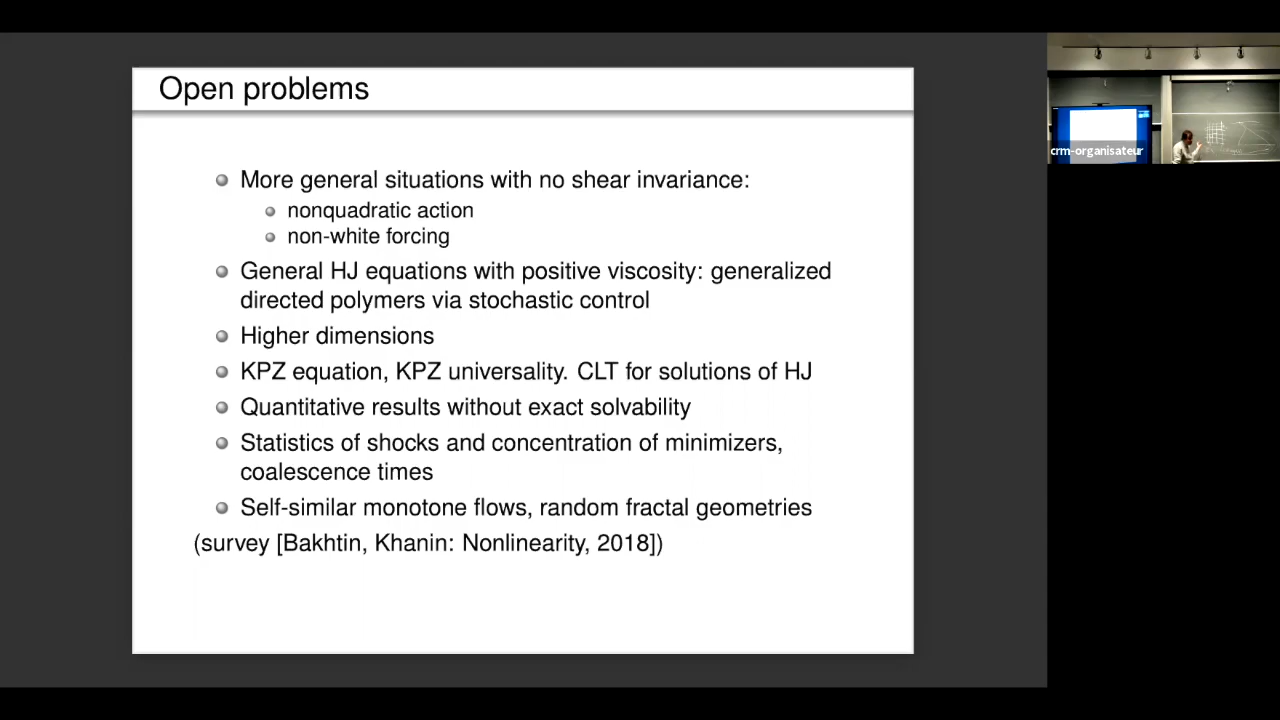 Open problems
More general situations with no shear invariance:
nonquadratic action
non-white forcing
General HJ equations with positive viscosity: generalized
directed polymers via stochastic control
Higher dimensions
KPZ equation, KPZ universality. CLT for solutions of HJ
Quantitative results without exact solvability
Statistics of shocks and concentration of minimizers,
coalescence times
Self-similar monotone flows, random fractal geometries
(survey [Bakhtin, Khanin: Nonlinearity, 2018])
crm-organisateur